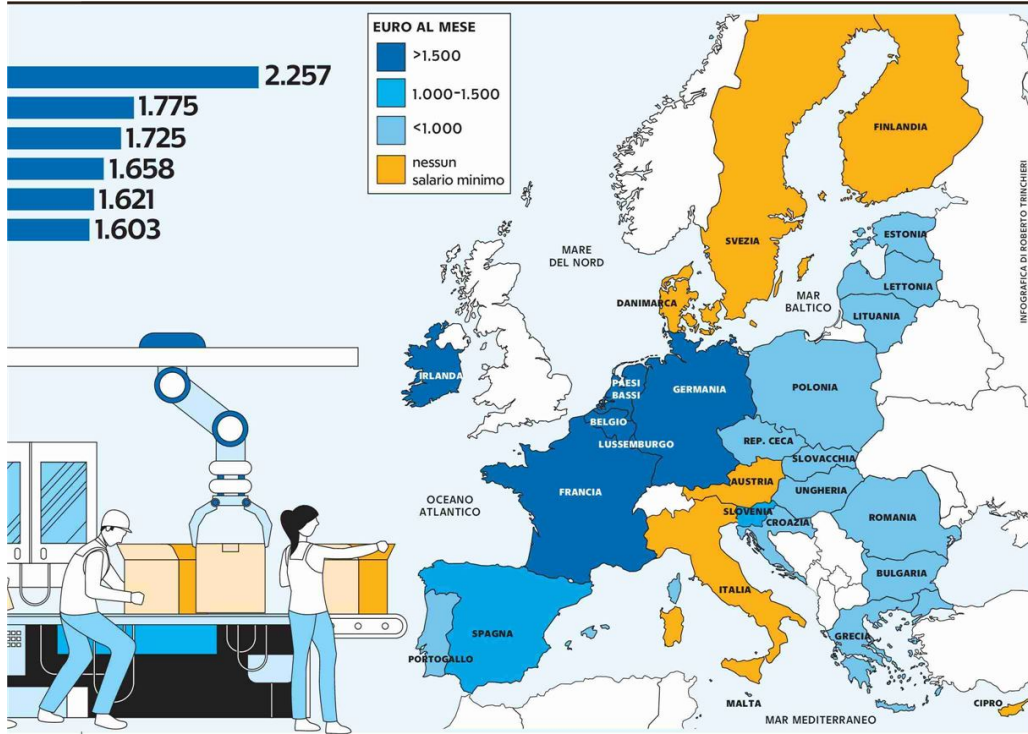 2.257
1.775
1.725
1.658
1.621
1.603
EURO AL MESE
>1.500
1.000-1.500
<1.000
nessun
salario minimo
FINLANDIA
SVEZIA
ESTONIA
LETTONIA
LITUANIA
MARE
DEL NORD
MAR
BALTICO
DANIMARCA
IRLANDA
PAESI
BASSI
GERMANIA
POLONIA
BELGIO
LUSSEMBURGO
REP. CECA
SLOVACCHIA
AUSTRIA
UNGHERIA
FRANCIA
OCEANO
ATLANTICO
SLOVENIA
CROAZIA
ROMANIA
BULGARIA
ITALIA
SPAGNA
PORTOGALLO
GRECIA
MALTA
CIPRO
MAR MEDITERRANEO
INFOGRAFICA DI ROBERTO TRINCHIERI